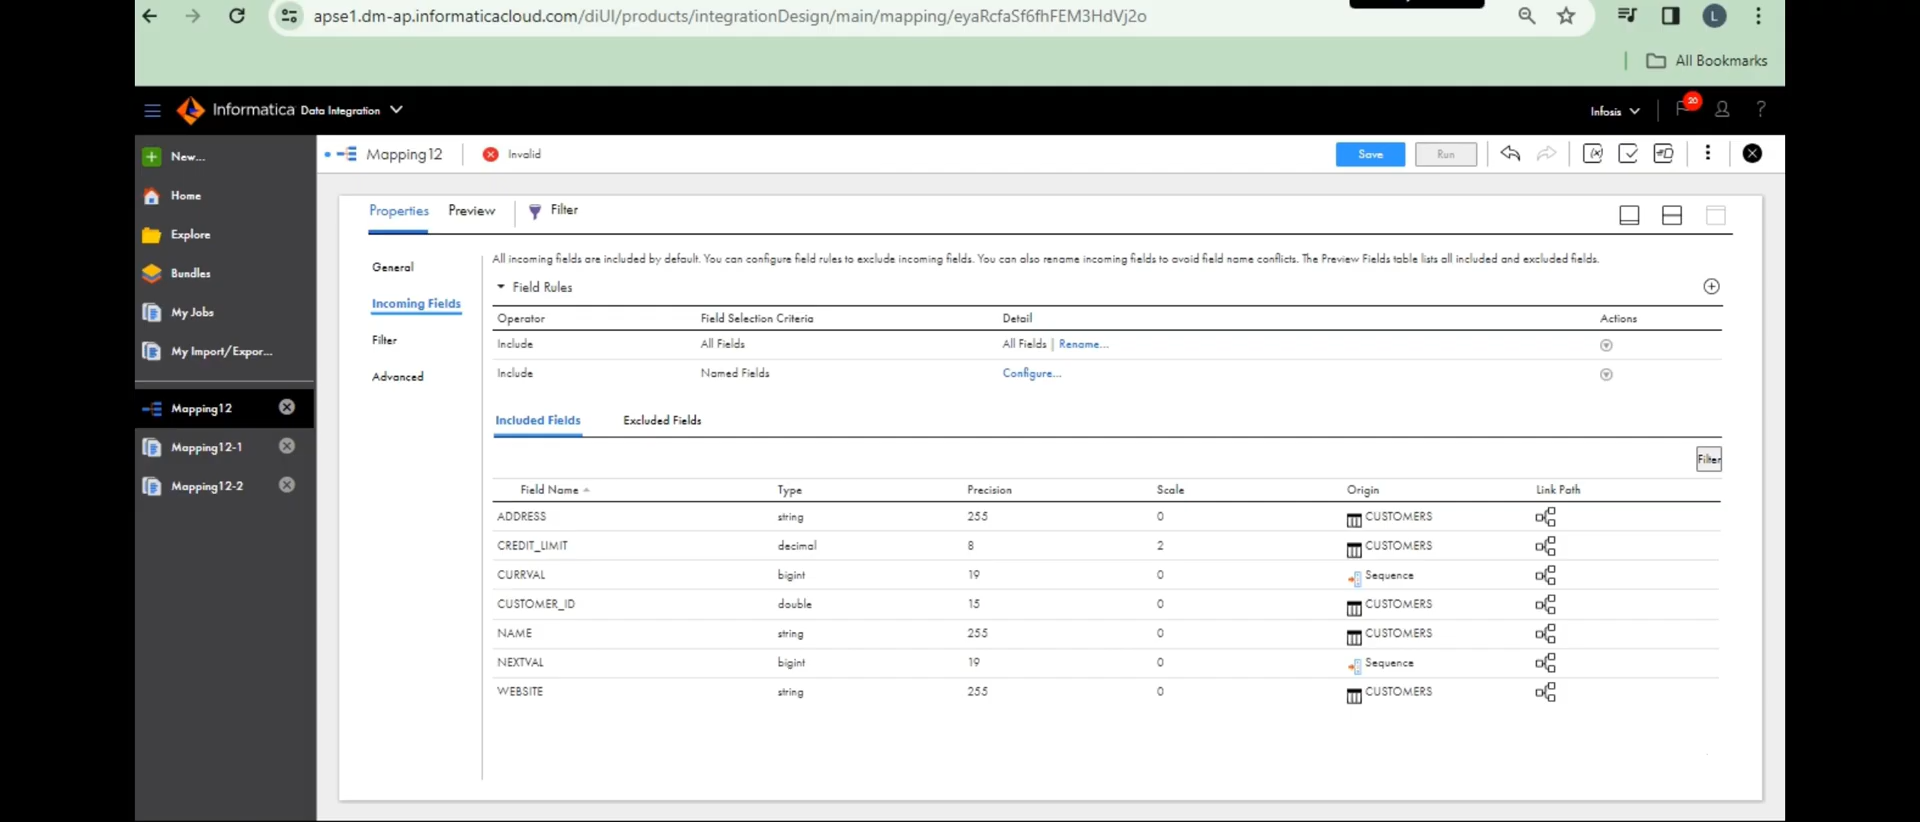 apse1.dm-ap.informaticacloud.com/diUI/products/integrationDesign/main/mapping/eyaRcfaSf6fhFEM3HdVj2o
L
All Bookmarks
Informatica Data Integration
Infosis
20
?
New...
Home
Explore
Bundles
My Jobs
My Import/Expor...
Mapping12
Mapping12-1
Mapping12-2
Mapping12
Invalid
Save
Run
Properties
Preview
Filter
General
Incoming Fields
Filter
Advanced
All incoming fields are included by default. You can configure field rules to exclude incoming fields. You can also rename incoming fields to avoid field name conflicts. The Preview Fields table lists all included and excluded fields.
Field Rules
Operator Field Selection Criteria Detail Actions
Include All Fields All Fields | Rename...
Include Named Fields Configure...
Included Fields Excluded Fields
Filter
Field Name Type Precision Scale Origin Link Path
ADDRESS string 255 0 CUSTOMERS
CREDIT_LIMIT decimal 8 2 CUSTOMERS
CURRVAL bigint 19 0 Sequence
CUSTOMER_ID double 15 0 CUSTOMERS
NAME string 255 0 CUSTOMERS
NEXTVAL bigint 19 0 Sequence
WEBSITE string 255 0 CUSTOMERS